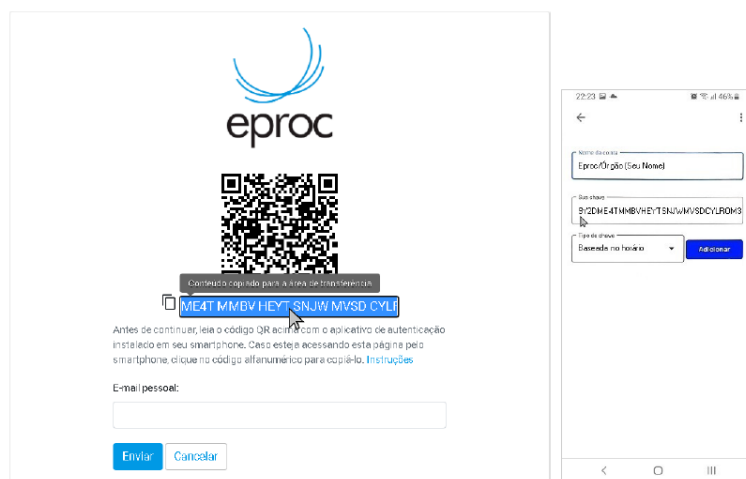 eproc
Conteúdo copiado para a área de transferência
ME4T MMBV HEYT SNJW MVSD CYLF
Antes de continuar, leia o código QR acima com o aplicativo de autenticação
instalado em seu smartphone. Caso esteja acessando esta página pelo
smartphone, clique no código alfanumérico para copiá-lo. Instruções
E-mail pessoal:
Enviar
Cancelar
22:23
46%
Nome da conta
Eproc/Órgão (Seu Nome)
Sua chave
9Y2DME4TMMBVHEYTSNJWMVSDCYLROM3
Tipo de chave
Baseada no horário
Adicionar